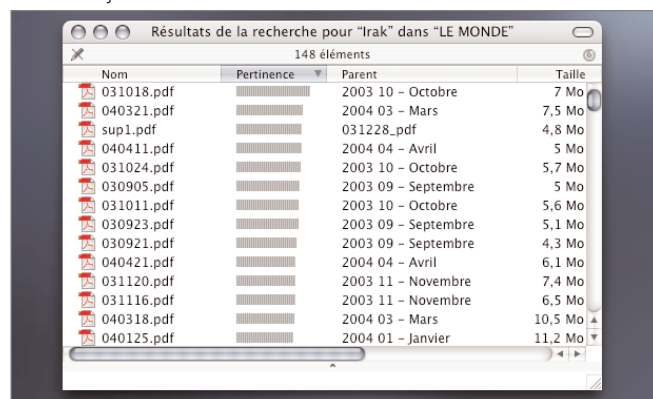 Résultats de la recherche pour “Irak” dans “LE MONDE”
148 éléments
Nom Pertinence Parent Taille
031018.pdf 2003 10 – Octobre 7 Mo
040321.pdf 2004 03 – Mars 7,5 Mo
sup1.pdf 031228_pdf 4,8 Mo
040411.pdf 2004 04 – Avril 5 Mo
031024.pdf 2003 10 – Octobre 5,7 Mo
030905.pdf 2003 09 – Septembre 5 Mo
031011.pdf 2003 10 – Octobre 5,6 Mo
030923.pdf 2003 09 – Septembre 5,1 Mo
030921.pdf 2003 09 – Septembre 4,3 Mo
040421.pdf 2004 04 – Avril 6,1 Mo
031120.pdf 2003 11 – Novembre 7,4 Mo
031116.pdf 2003 11 – Novembre 6,5 Mo
040318.pdf 2004 03 – Mars 10,5 Mo
040125.pdf 2004 01 – Janvier 11,2 Mo